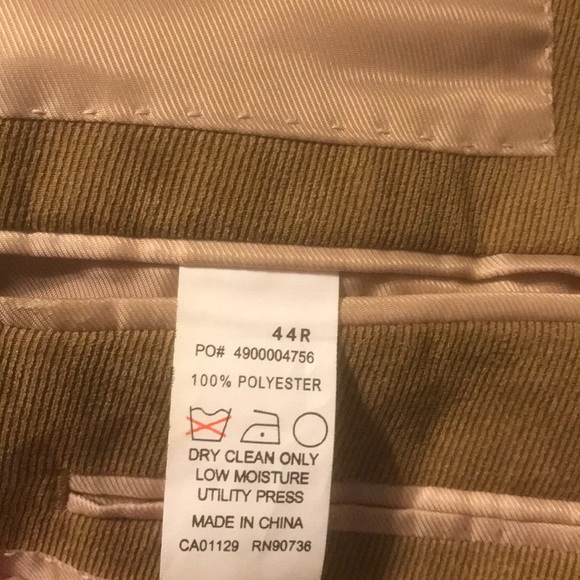 44R
PO# 4900004756
100% POLYESTER
DRY CLEAN ONLY
LOW MOISTURE
UTILITY PRESS
MADE IN CHINA
CA01129 RN90736